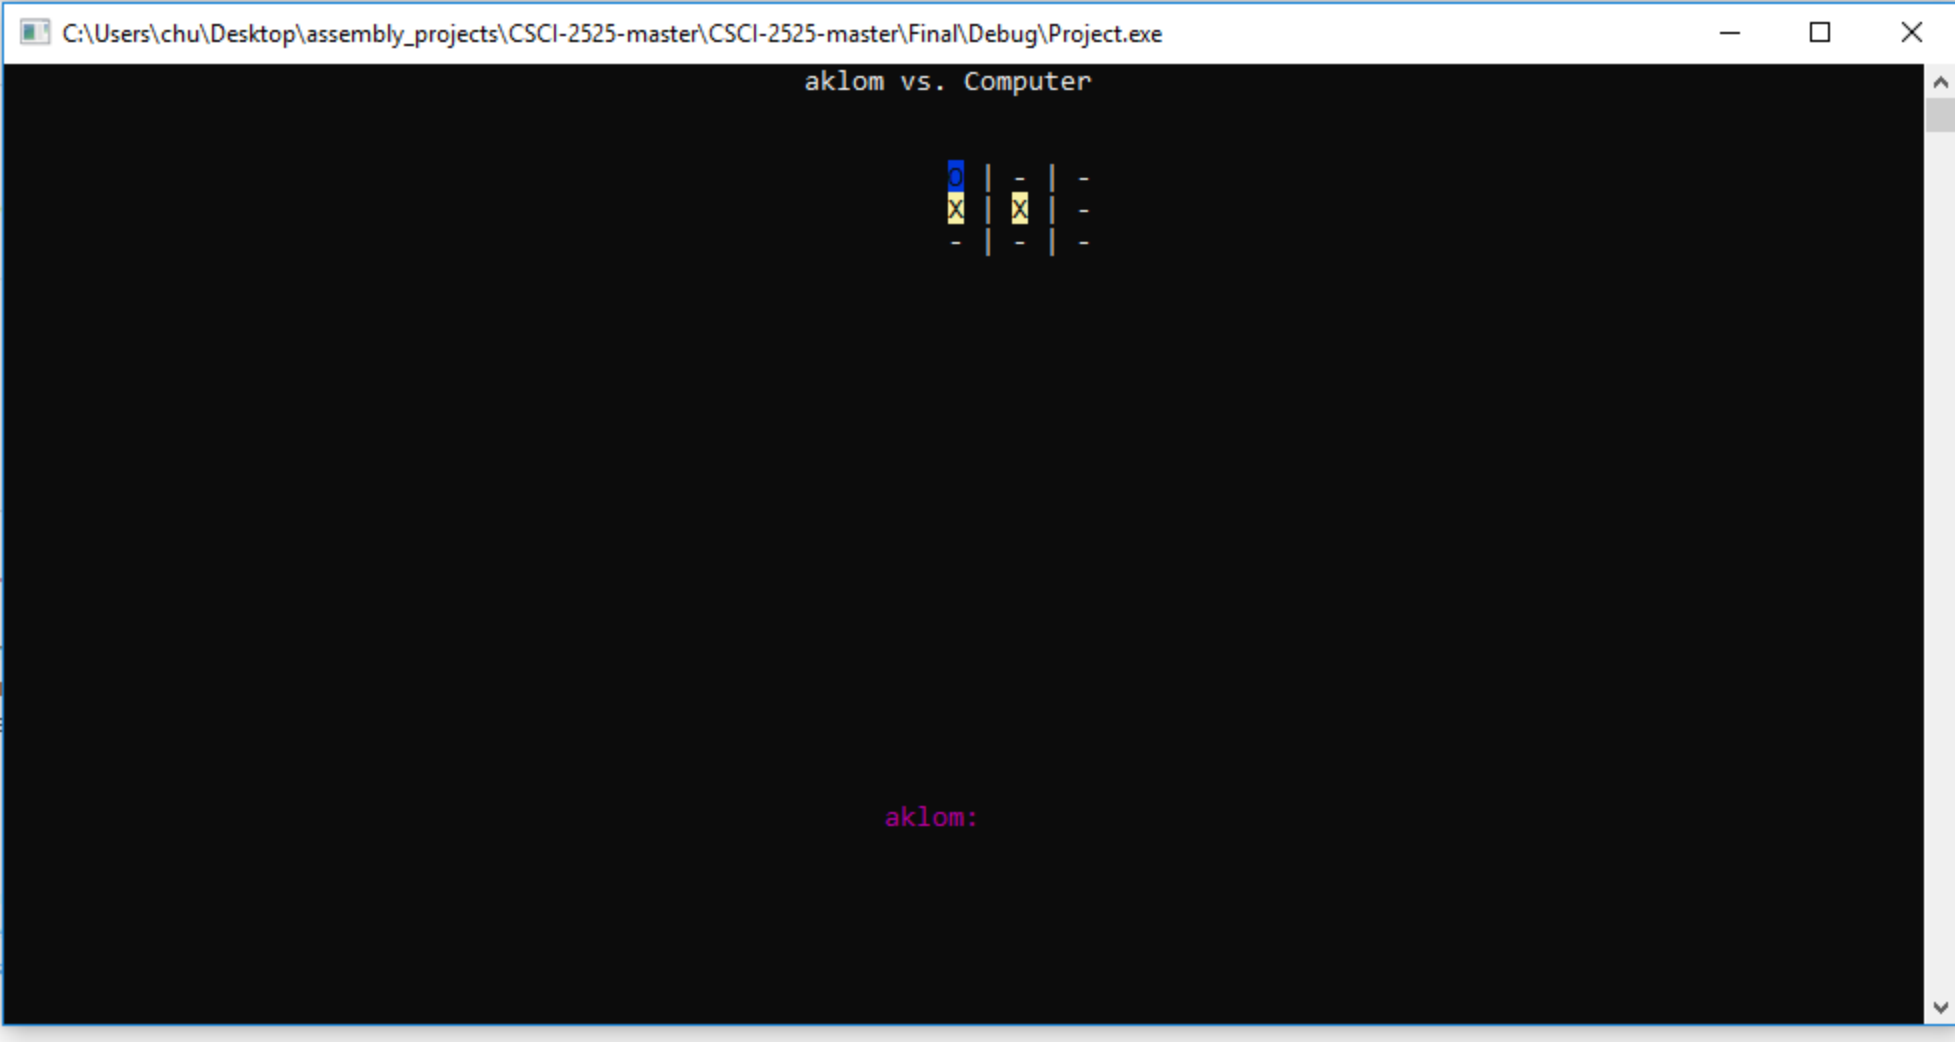 C:\Users\chu\Desktop\assembly_projects\CSCI-2525-master\CSCI-2525-master\Final\Debug\Project.exe
aklom vs. Computer
O | - | -
X | X | -
- | - | -
aklom: